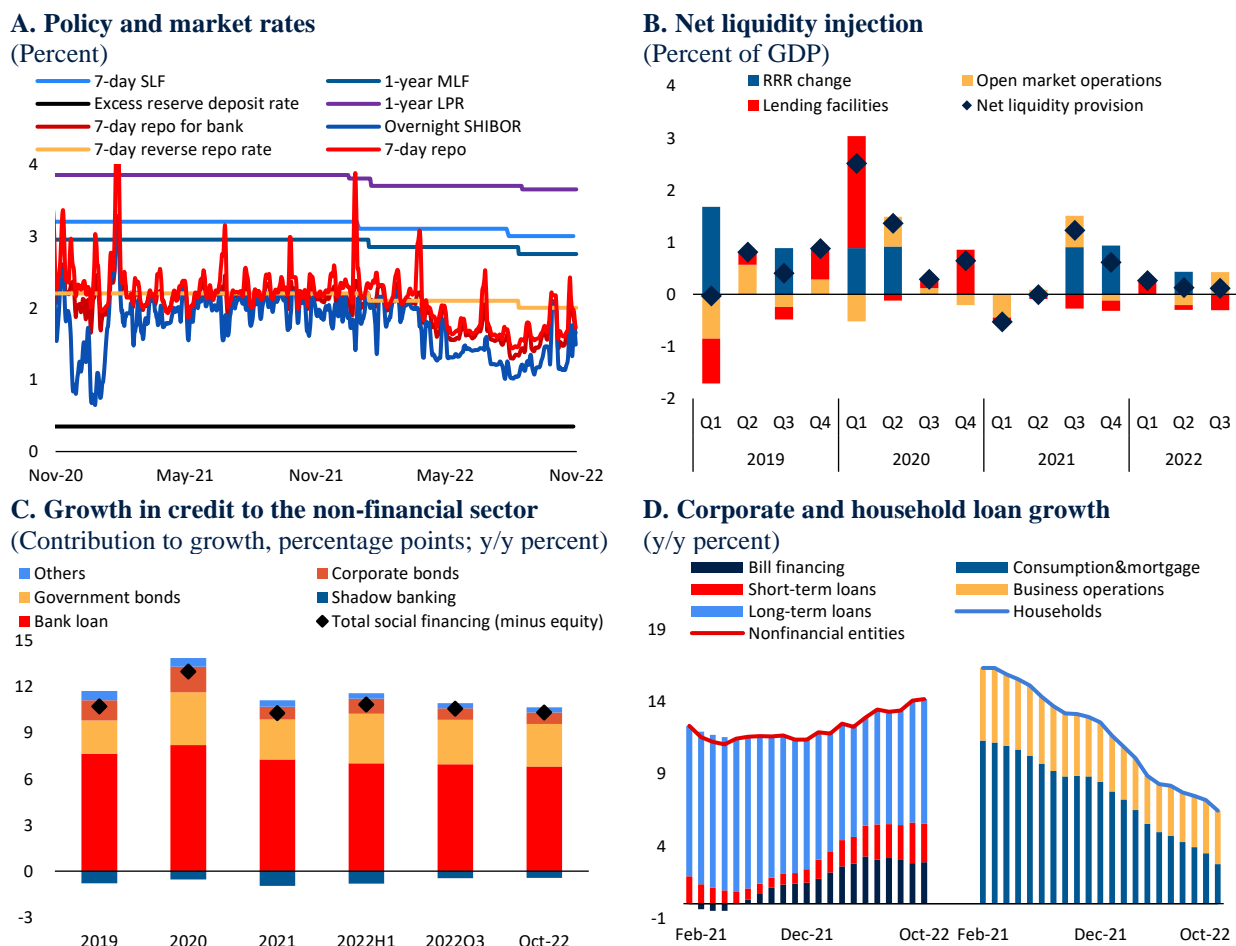 A. Policy and market rates
(Percent)
7-day SLF
1-year MLF
Excess reserve deposit rate
1-year LPR
7-day repo for bank
Overnight SHIBOR
7-day reverse repo rate
7-day repo
4
3
2
1
0
Nov-20 May-21 Nov-21 May-22 Nov-22
B. Net liquidity injection
(Percent of GDP)
RRR change
Open market operations
Lending facilities
Net liquidity provision
4
3
2
1
0
-1
-2
Q1 Q2 Q3 Q4 Q1 Q2 Q3 Q4 Q1 Q2 Q3 Q4 Q1 Q2 Q3
2019 2020 2021 2022
C. Growth in credit to the non-financial sector
(Contribution to growth, percentage points; y/y percent)
Others
Corporate bonds
Government bonds
Shadow banking
Bank loan
Total social financing (minus equity)
15
12
9
6
3
0
-3
2019 2020 2021 2022H1 2022Q3 Oct-22
D. Corporate and household loan growth
(y/y percent)
Bill financing
Consumption&mortgage
Short-term loans
Business operations
Long-term loans
Households
Nonfinancial entities
19
14
9
4
-1
Feb-21 Dec-21 Oct-22 Feb-21 Dec-21 Oct-22